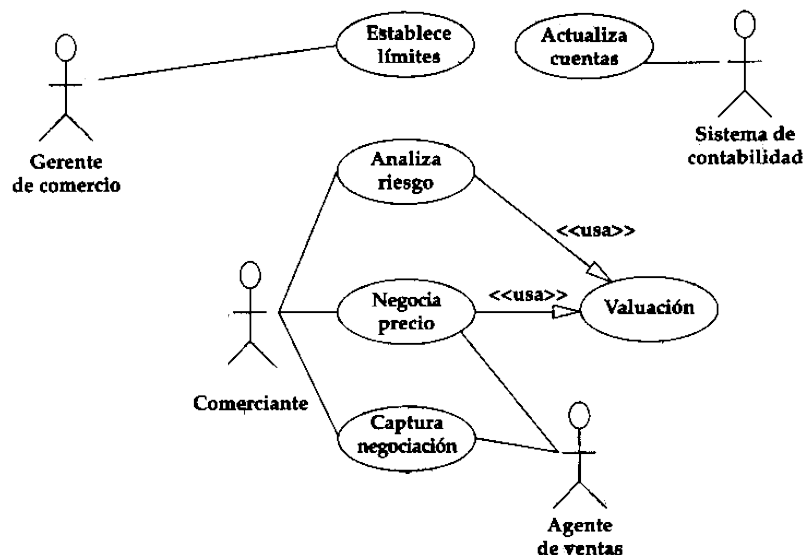 Establece
límites
Actualiza
cuentas
Gerente
de comercio
Sistema de
contabilidad
Analiza
riesgo
<<usa>>
Negocia
precio
<<usa>>
Valuación
Comerciante
Captura
negociación
Agente
de ventas